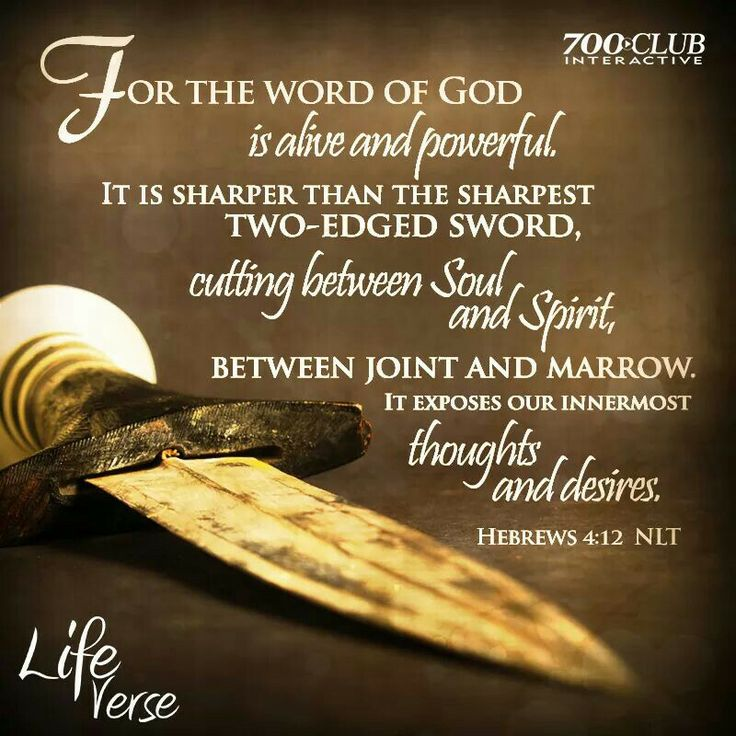 700 CLUB
INTERACTIVE
FOR THE WORD OF GOD
is alive and powerful.
IT IS SHARPER THAN THE SHARPEST
TWO-EDGED SWORD,
cutting between Soul
and Spirit,
BETWEEN JOINT AND MARROW.
IT EXPOSES OUR INNERMOST
thoughts
and desires.
HEBREWS 4:12 NLT
Life
Verse